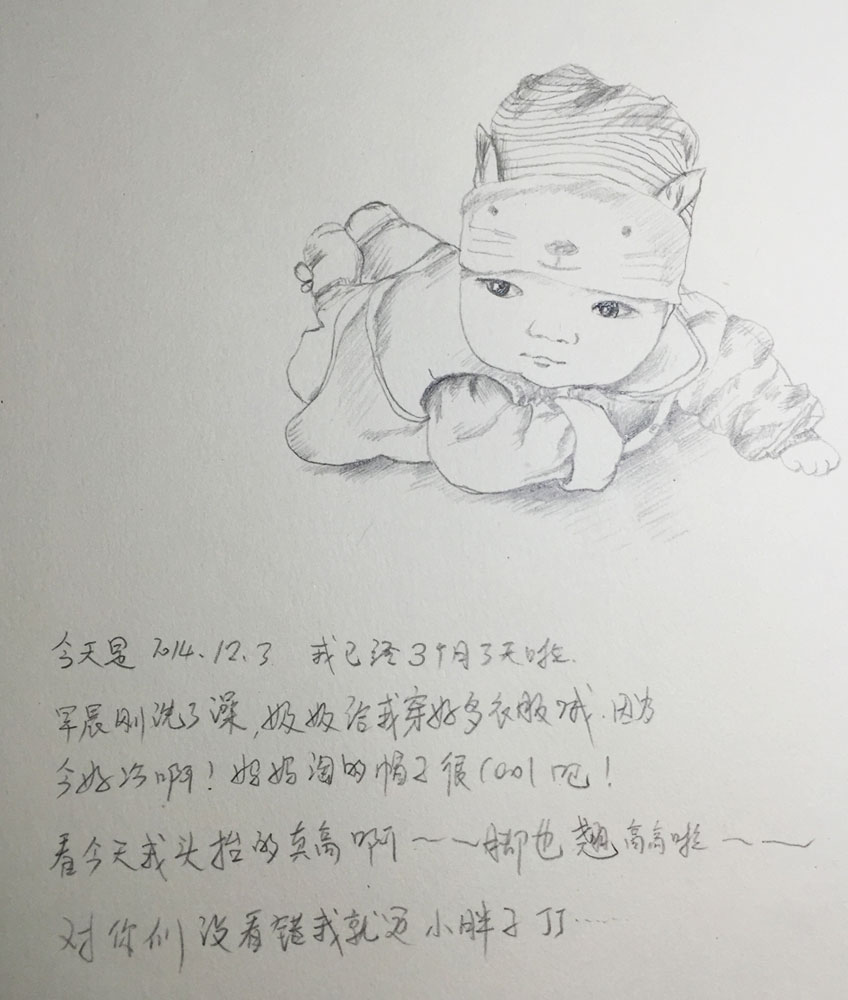 今天是 2014.12.3 我已经3个月3天啦.
早晨刚洗了澡,奶奶给我穿好多衣服哦.因为
今好冷啊!妈妈淘的帽子很cool吧!
看今天我头抬的真高啊~~脚也翘高高啦~~
对你们没看错我就是小胖子JJ……